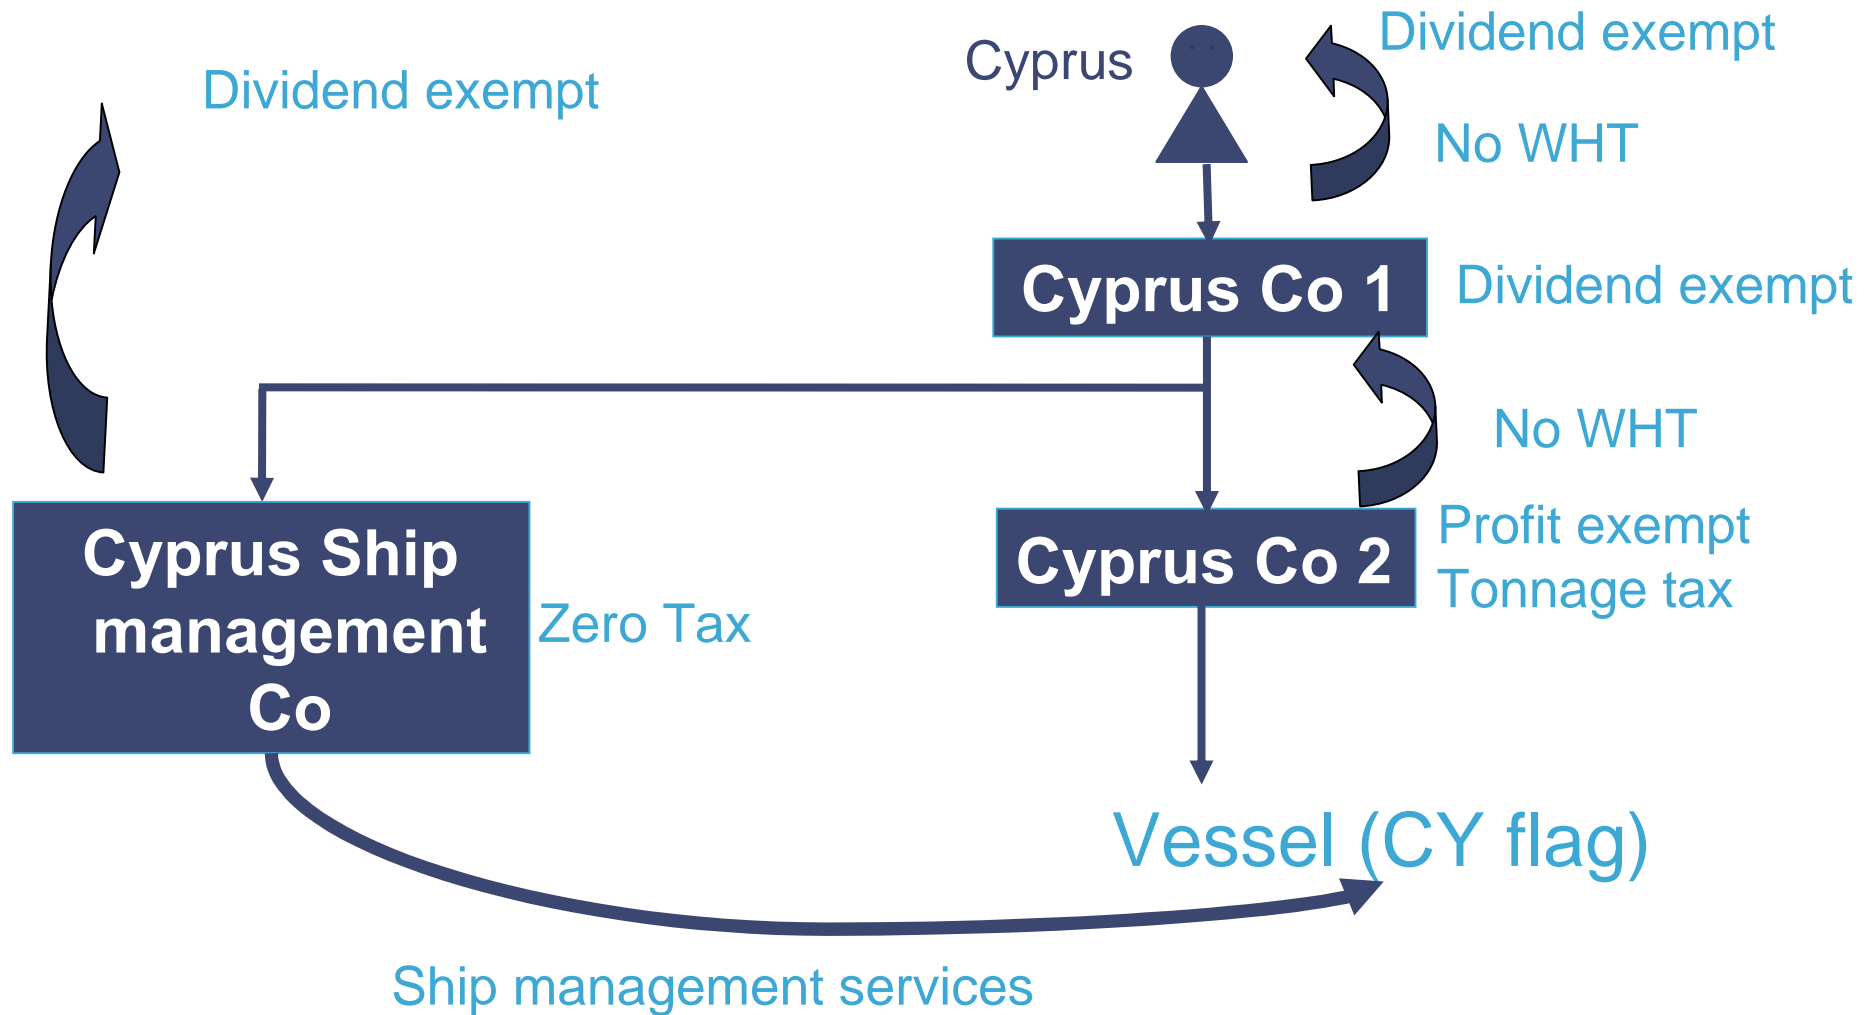 Dividend exempt
Cyprus
Dividend exempt
No WHT
Cyprus Co 1
Dividend exempt
No WHT
Cyprus Ship
management
Co
Zero Tax
Cyprus Co 2
Profit exempt
Tonnage tax
Vessel (CY flag)
Ship management services